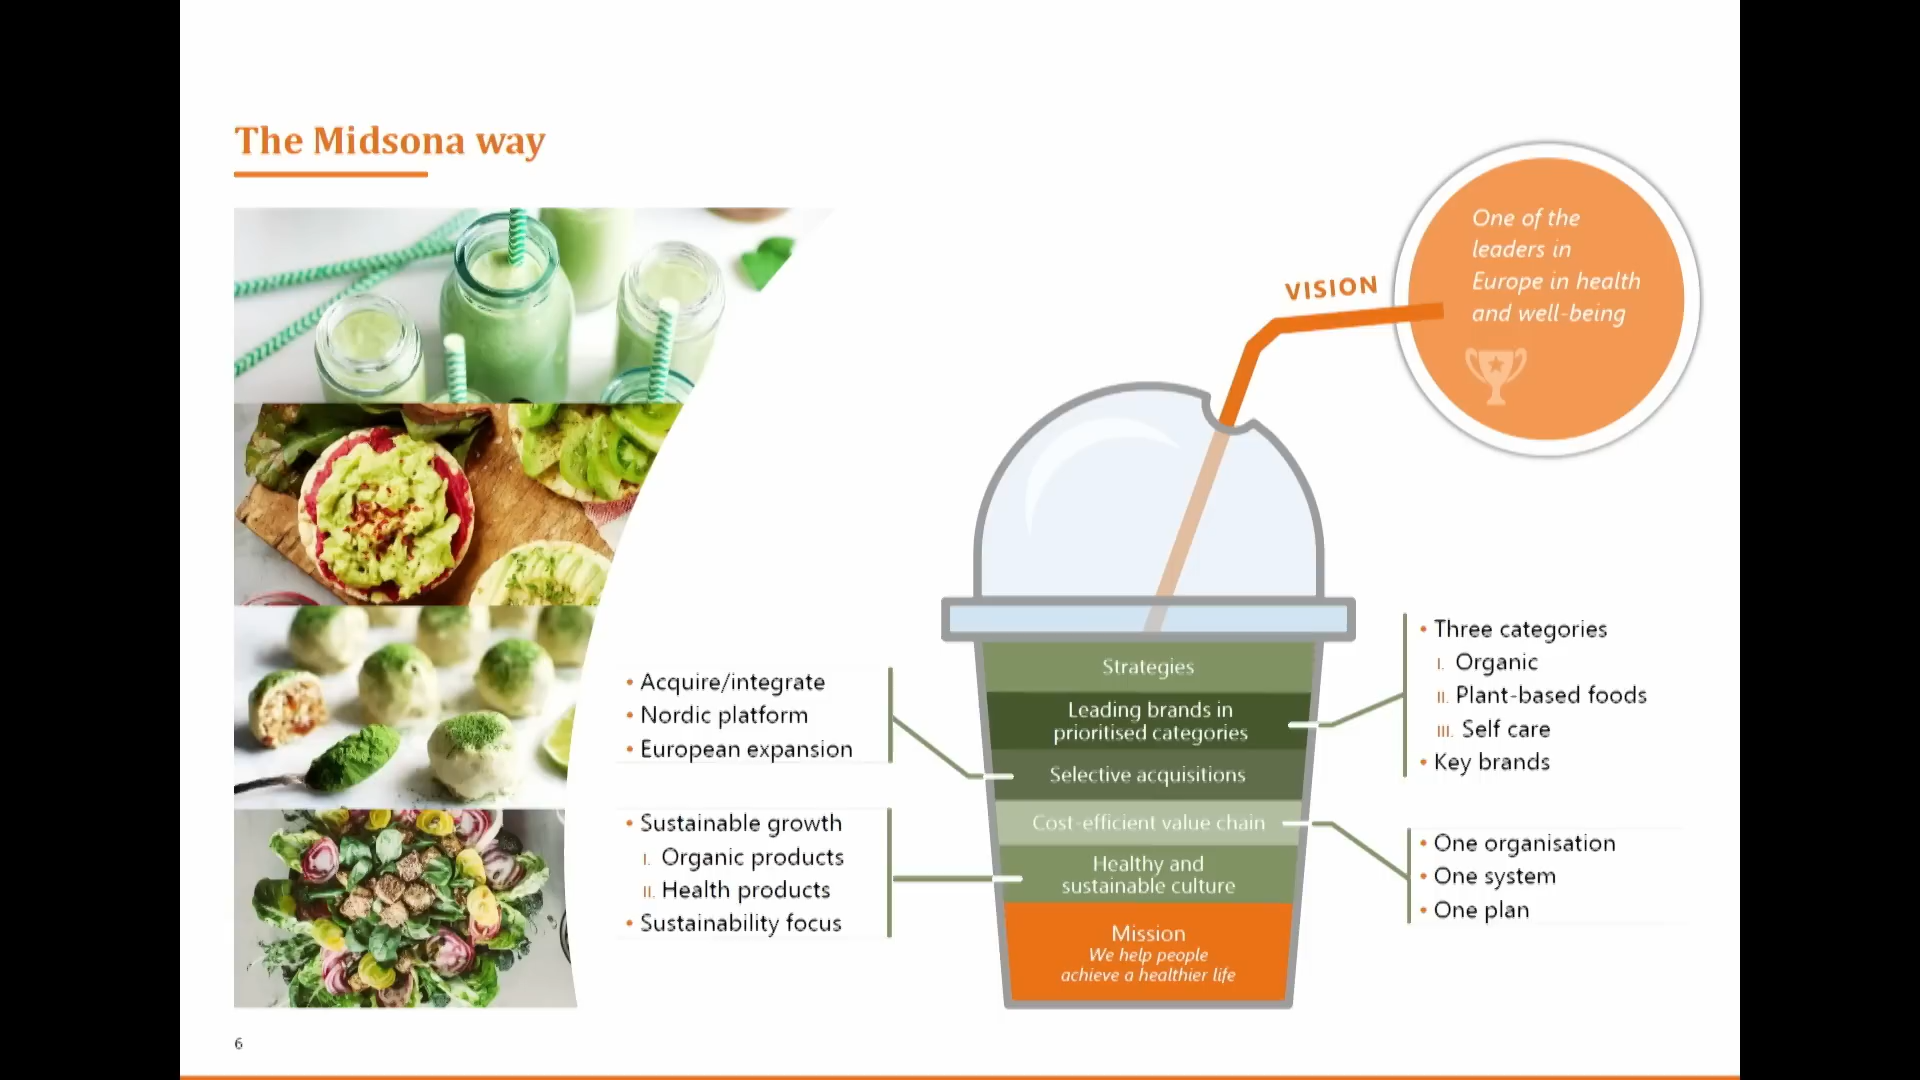 The Midsona way
VISION
One of the
leaders in
Europe in health
and well-being
• Acquire/integrate
• Nordic platform
• European expansion
• Sustainable growth
I. Organic products
II. Health products
• Sustainability focus
Strategies
Leading brands in
prioritised categories
Selective acquisitions
Cost-efficient value chain
Healthy and
sustainable culture
Mission
We help people
achieve a healthier life
• Three categories
I. Organic
II. Plant-based foods
III. Self care
• Key brands
• One organisation
• One system
• One plan
6